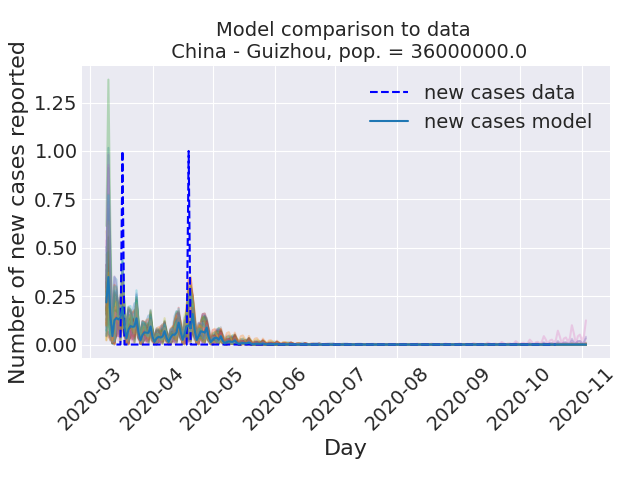 Model comparison to data
China - Guizhou, pop. = 36000000.0
Number of new cases reported
1.25
1.00
0.75
0.50
0.25
0.00
new cases data
new cases model
2020-03
2020-04
2020-05
2020-06
2020-07
2020-08
2020-09
2020-10
2020-11
Day